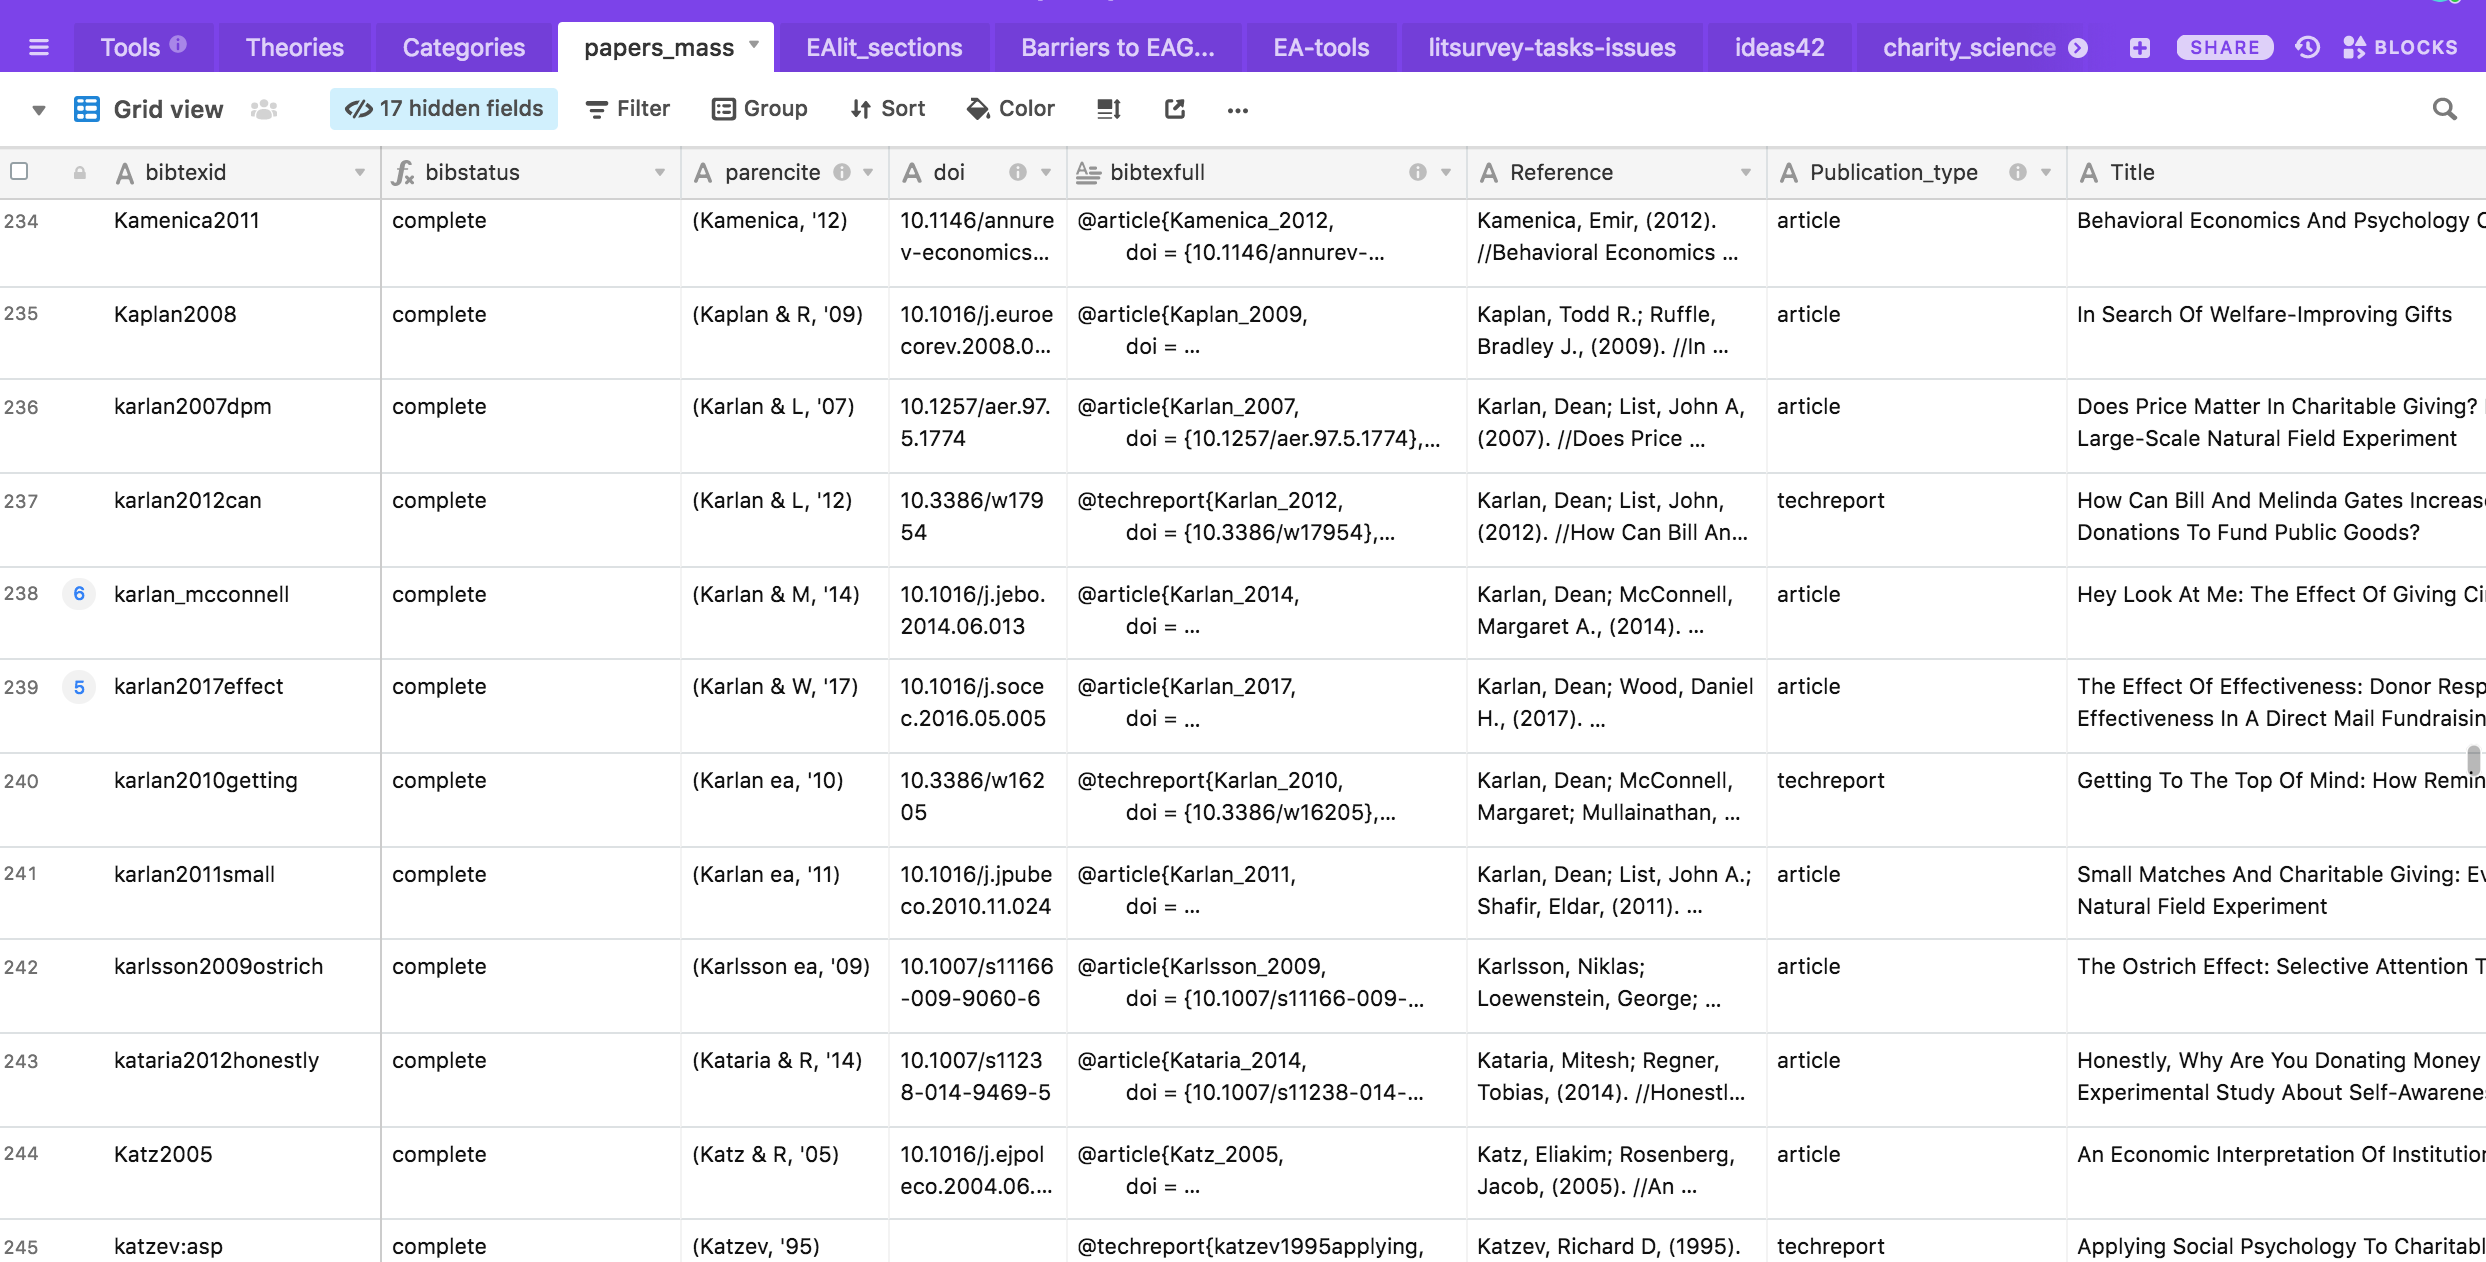 Tools Theories Categories papers_mass EAlit_sections Barriers to EAG... EA-tools litsurvey-tasks-issues ideas42 charity_science SHARE BLOCKS
Grid view 17 hidden fields Filter Group Sort Color ...
bibtexid bibstatus parencite doi bibtexfull Reference Publication_type Title
234 Kamenica2011 complete (Kamenica, '12) 10.1146/annure @article{Kamenica_2012, Kamenica, Emir, (2012). article Behavioral Economics And Psychology
v-economics... doi = {10.1146/annurev-... //Behavioral Economics ...
235 Kaplan2008 complete (Kaplan & R, '09) 10.1016/j.euroe @article{Kaplan_2009, Kaplan, Todd R.; Ruffle, article In Search Of Welfare-Improving Gifts
corev.2008.0... doi = ... Bradley J., (2009). //In ...
236 karlan2007dpm complete (Karlan & L, '07) 10.1257/aer.97. @article{Karlan_2007, Karlan, Dean; List, John A, article Does Price Matter In Charitable Giving?
5.1774 doi = {10.1257/aer.97.5.1774},... (2007). //Does Price ... Large-Scale Natural Field Experiment
237 karlan2012can complete (Karlan & L, '12) 10.3386/w179 @techreport{Karlan_2012, Karlan, Dean; List, John, techreport How Can Bill And Melinda Gates Increas
54 doi = {10.3386/w17954},... (2012). //How Can Bill An... Donations To Fund Public Goods?
238 6 karlan_mcconnell complete (Karlan & M, '14) 10.1016/j.jebo. @article{Karlan_2014, Karlan, Dean; McConnell, article Hey Look At Me: The Effect Of Giving Ci
2014.06.013 doi = ... Margaret A., (2014). ...
239 5 karlan2017effect complete (Karlan & W, '17) 10.1016/j.soce @article{Karlan_2017, Karlan, Dean; Wood, Daniel article The Effect Of Effectiveness: Donor Resp
c.2016.05.005 doi = ... H., (2017). ... Effectiveness In A Direct Mail Fundraisin
240 karlan2010getting complete (Karlan ea, '10) 10.3386/w162 @techreport{Karlan_2010, Karlan, Dean; McConnell, techreport Getting To The Top Of Mind: How Remin
05 doi = {10.3386/w16205},... Margaret; Mullainathan, ...
241 karlan2011small complete (Karlan ea, '11) 10.1016/j.jpube @article{Karlan_2011, Karlan, Dean; List, John A.; article Small Matches And Charitable Giving: Ev
co.2010.11.024 doi = ... Shafir, Eldar, (2011). ... Natural Field Experiment
242 karlsson2009ostrich complete (Karlsson ea, '09) 10.1007/s11166 @article{Karlsson_2009, Karlsson, Niklas; article The Ostrich Effect: Selective Attention T
-009-9060-6 doi = {10.1007/s11166-009-... Loewenstein, George; ...
243 kataria2012honestly complete (Kataria & R, '14) 10.1007/s1123 @article{Kataria_2014, Kataria, Mitesh; Regner, article Honestly, Why Are You Donating Money
8-014-9469-5 doi = {10.1007/s11238-014-... Tobias, (2014). //Honestl... Experimental Study About Self-Awarene
244 Katz2005 complete (Katz & R, '05) 10.1016/j.ejpol @article{Katz_2005, Katz, Eliakim; Rosenberg, article An Economic Interpretation Of Institution
eco.2004.06.... doi = ... Jacob, (2005). //An ...
245 katzev:asp complete (Katzev, '95) @techreport{katzev1995applying, Katzev, Richard D, (1995). techreport Applying Social Psychology To Charitabl